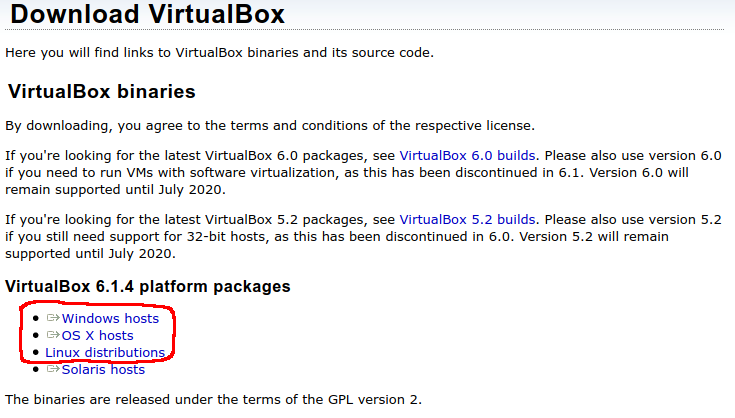 Download VirtualBox
Here you will find links to VirtualBox binaries and its source code.
VirtualBox binaries
By downloading, you agree to the terms and conditions of the respective license.
If you're looking for the latest VirtualBox 6.0 packages, see VirtualBox 6.0 builds. Please also use version 6.0
if you need to run VMs with software virtualization, as this has been discontinued in 6.1. Version 6.0 will
remain supported until July 2020.
If you're looking for the latest VirtualBox 5.2 packages, see VirtualBox 5.2 builds. Please also use version 5.2
if you still need support for 32-bit hosts, as this has been discontinued in 6.0. Version 5.2 will remain
supported until July 2020.
VirtualBox 6.1.4 platform packages
Windows hosts
OS X hosts
Linux distributions
Solaris hosts
The binaries are released under the terms of the GPL version 2.